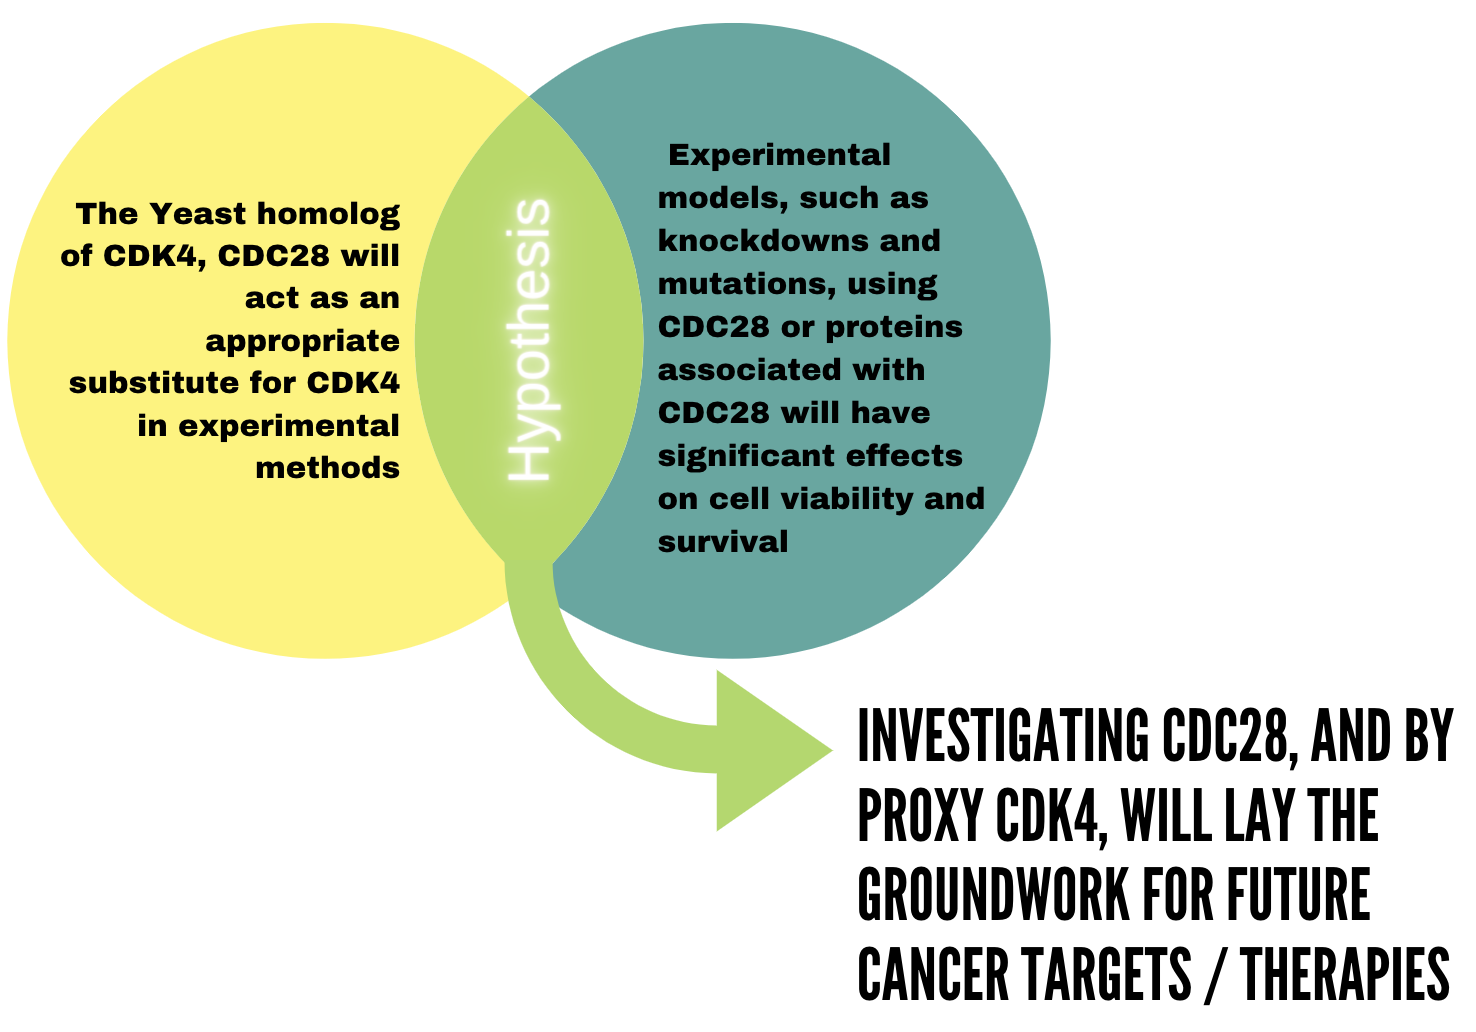 The Yeast homolog
of CDK4, CDC28 will
act as an
appropriate
substitute for CDK4
in experimental
methods
Hypothesis
Experimental
models, such as
knockdowns and
mutations, using
CDC28 or proteins
associated with
CDC28 will have
significant effects
on cell viability and
survival
INVESTIGATING CDC28, AND BY
PROXY CDK4, WILL LAY THE
GROUNDWORK FOR FUTURE
CANCER TARGETS / THERAPIES